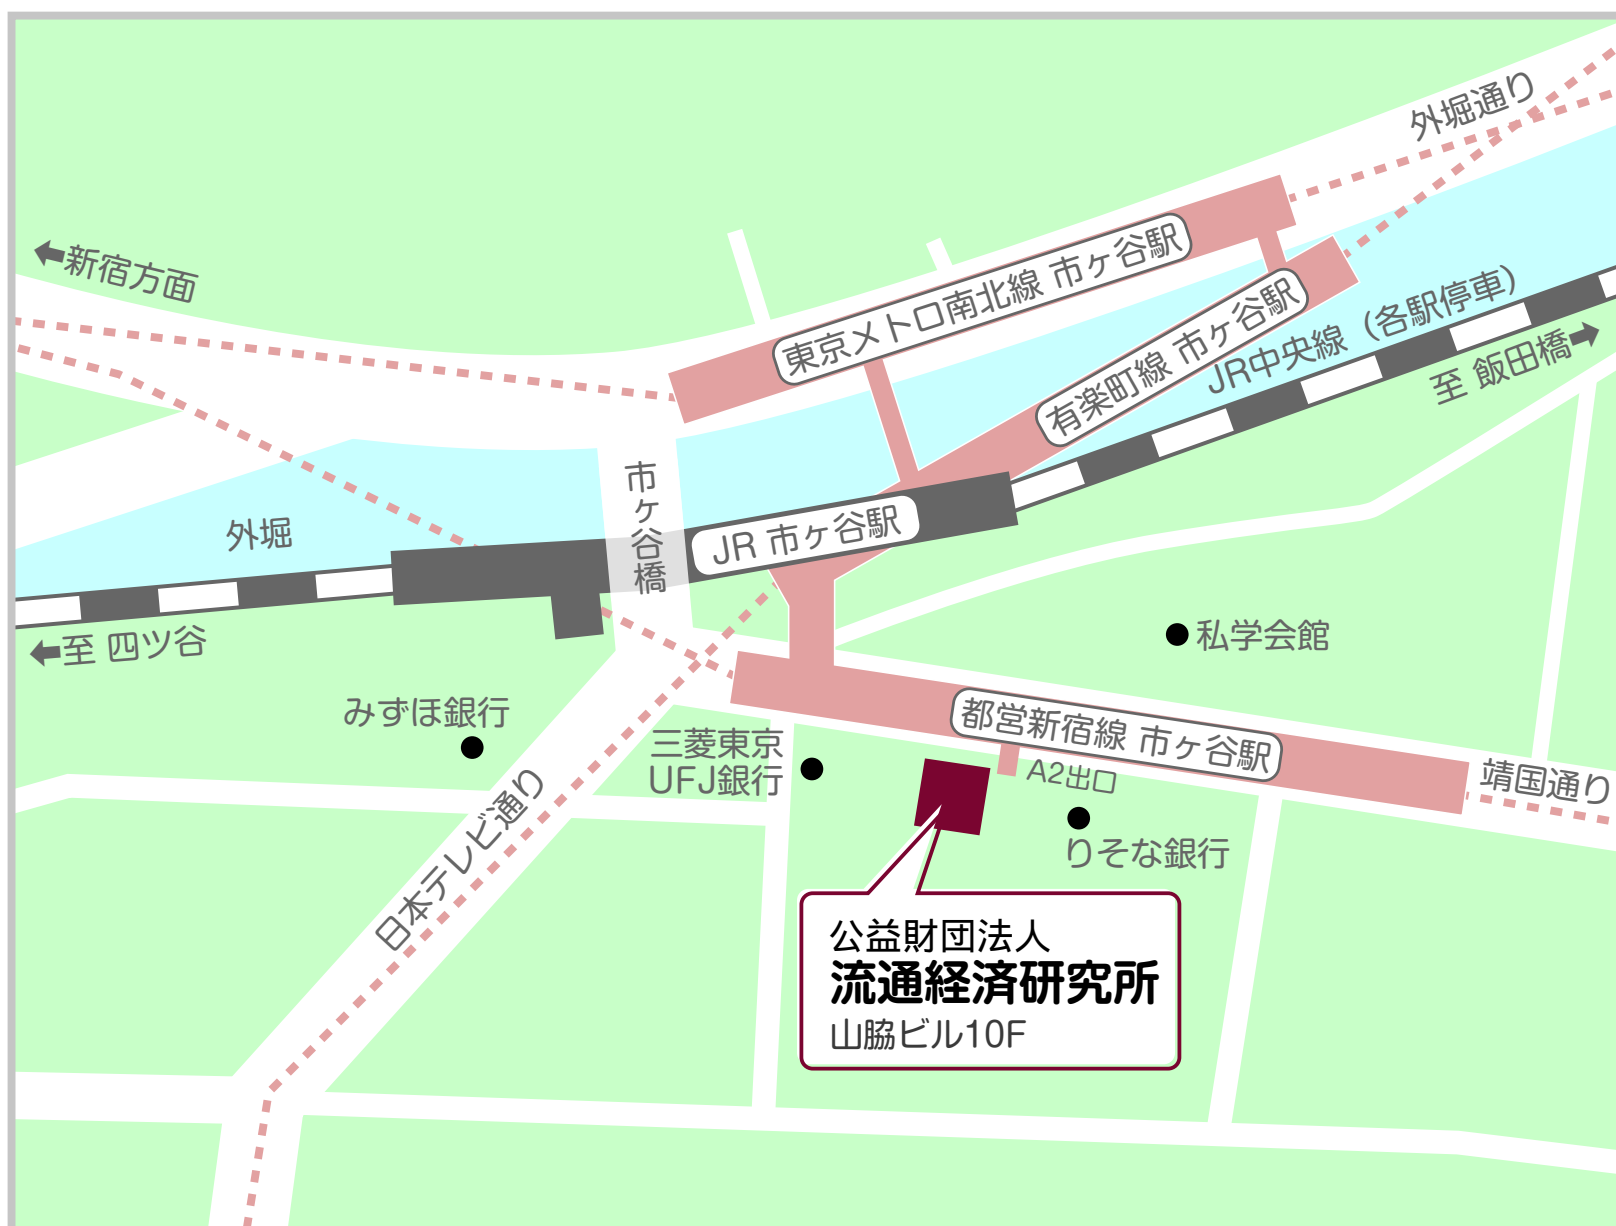 外堀通り
新宿方面
東京メトロ南北線 市ヶ谷駅
有楽町線 市ヶ谷駅
JR中央線（各駅停車）
至 飯田橋
市ヶ谷橋
外堀
JR 市ヶ谷駅
至 四ツ谷
私学会館
みずほ銀行
三菱東京
UFJ銀行
都営新宿線 市ヶ谷駅
A2出口
靖国通り
りそな銀行
日本テレビ通り
公益財団法人
流通経済研究所
山脇ビル10F